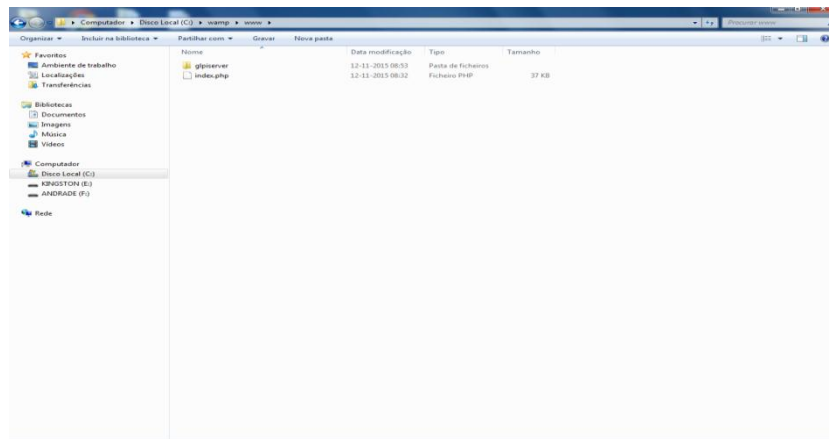 Computador ▸ Disco Local (C:) ▸ wamp ▸ www ▸
Procurar www
Organizar Incluir na biblioteca Partilhar com Gravar Nova pasta
Nome Data modificação Tipo Tamanho
Favoritos
Ambiente de trabalho
Localizações
Transferências
Bibliotecas
Documentos
Imagens
Música
Vídeos
Computador
Disco Local (C:)
KINGSTON (E:)
ANDRADE (F:)
Rede
glpiserver 12-11-2015 08:53 Pasta de ficheiros
index.php 12-11-2015 08:32 Ficheiro PHP 37 KB